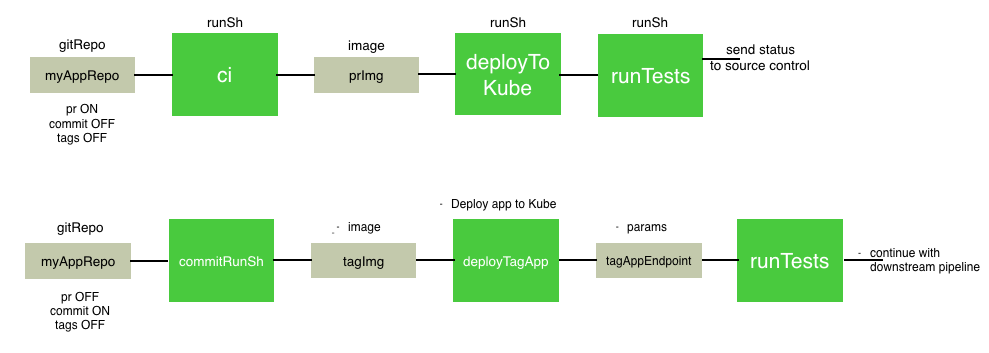 runSh
runSh
runSh
gitRepo
image
myAppRepo
ci
prImg
deployTo
Kube
runTests
send status
to source control
pr ON
commit OFF
tags OFF
Deploy app to Kube
gitRepo
image
params
myAppRepo
commitRunSh
tagImg
deployTagApp
tagAppEndpoint
runTests
continue with
downstream pipeline
pr OFF
commit ON
tags OFF